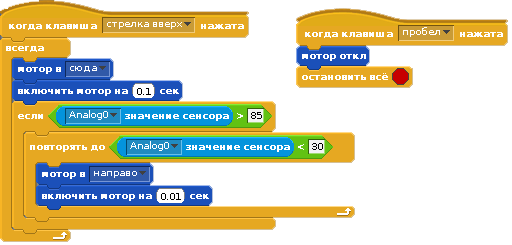 когда клавиша стрелка вверх нажата
всегда
мотор в сюда
включить мотор на 0.1 сек
если Analog0 значение сенсора > 85
повторять до Analog0 значение сенсора < 30
мотор в направо
включить мотор на 0.01 сек
когда клавиша пробел нажата
мотор откл
остановить всё